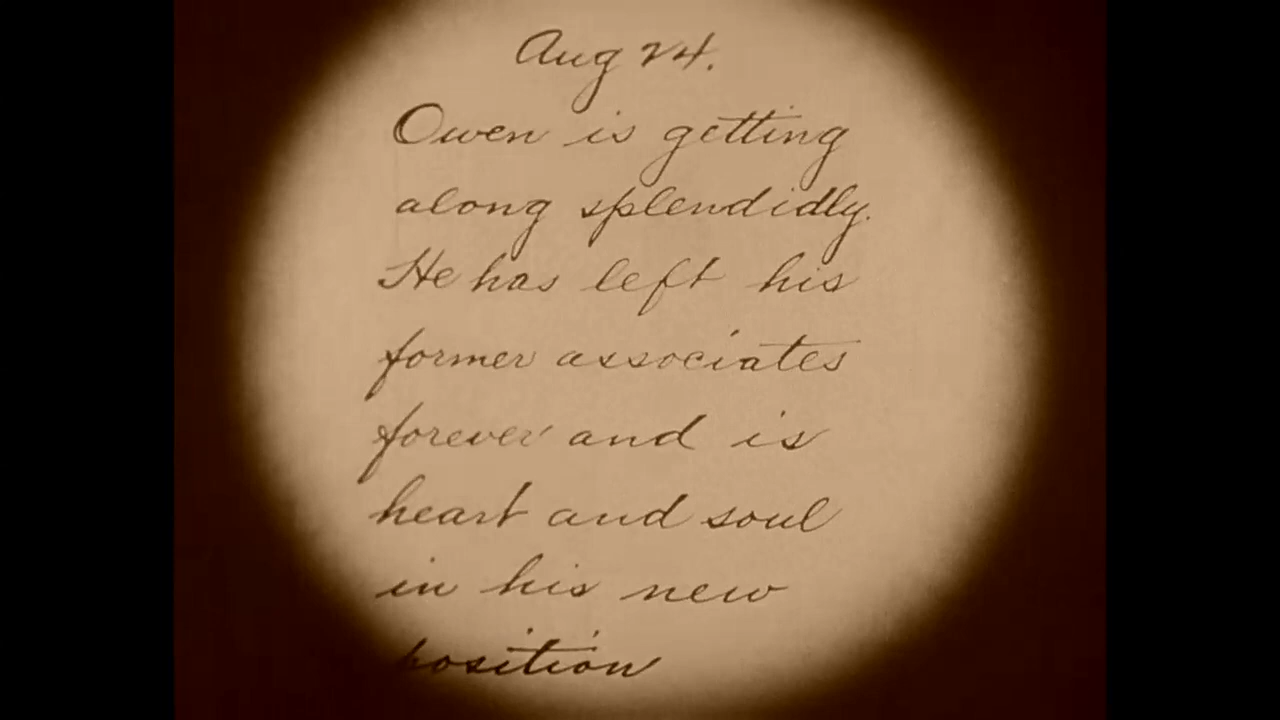 Aug 24.
Owen is getting
along splendidly.
He has left his
former associates
forever and is
heart and soul
in his new
position